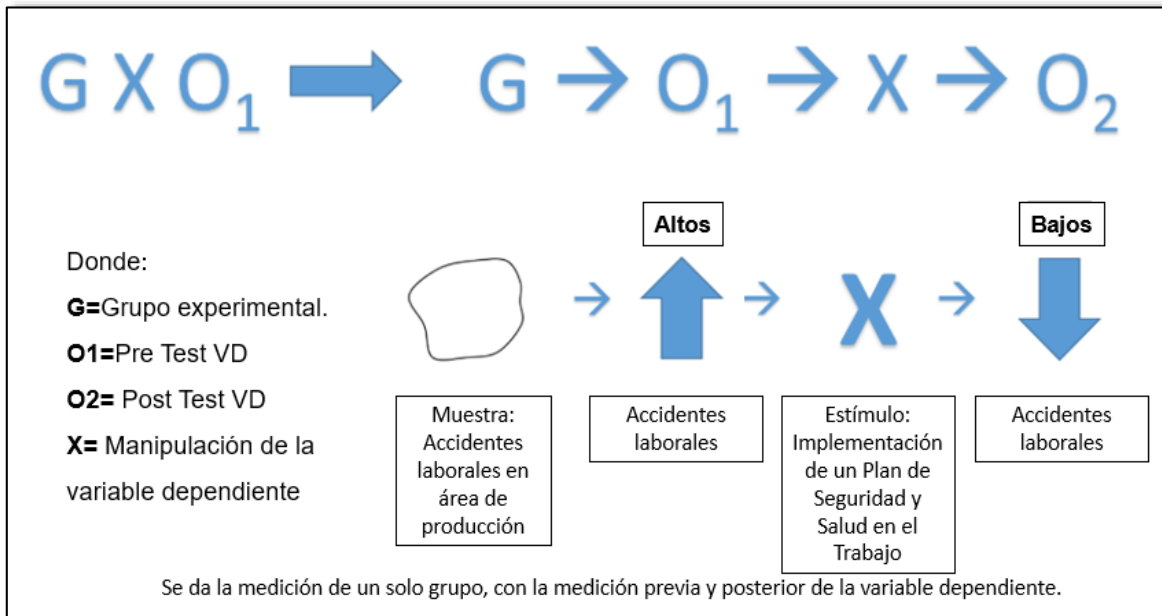 G X O₁ → G → O₁ → X → O₂
Altos
Bajos
Donde:
G=Grupo experimental.
O1=Pre Test VD
O2= Post Test VD
X= Manipulación de la
variable dependiente
→ → X →
Muestra:
Accidentes
laborales en
área de
producción
Accidentes
laborales
Estímulo:
Implementación
de un Plan de
Seguridad y
Salud en el
Trabajo
Accidentes
laborales
Se da la medición de un solo grupo, con la medición previa y posterior de la variable dependiente.